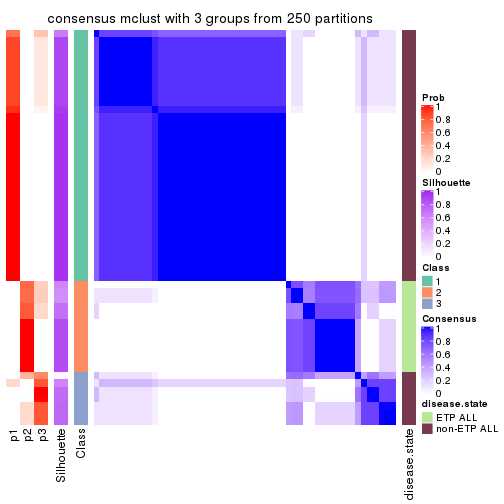 consensus mclust with 3 groups from 250 partitions
Prob
1
0.8
0.6
0.4
0.2
0
Silhouette
1
0.8
0.6
0.4
0.2
0
Class
1
2
3
Consensus
1
0.8
0.6
0.4
0.2
0
disease.state
ETP ALL
non-ETP ALL
p1
p2
p3
Silhouette
Class
disease.state